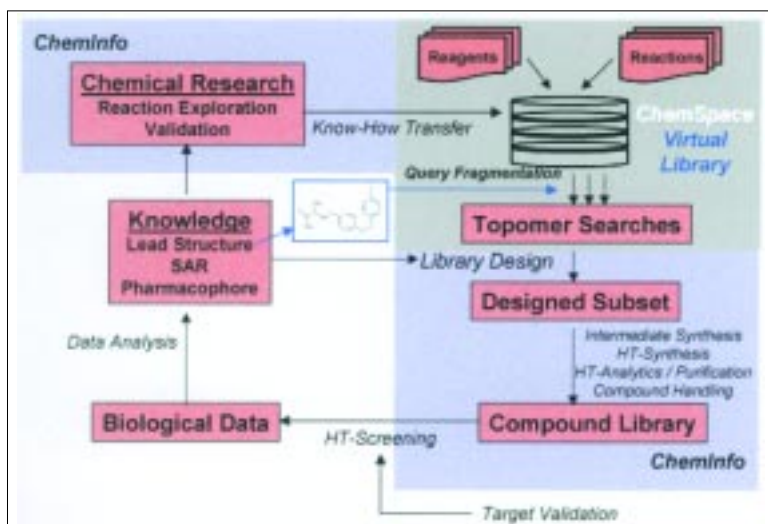 ChemInfo
Reagents
Reactions
Chemical Research
Reaction Exploration
Validation
Know-How Transfer
ChemSpace
Virtual
Library
Query Fragmentation
Knowledge
Lead Structure
SAR
Pharmacophore
Topomer Searches
Library Design
Designed Subset
Data Analysis
Intermediate Synthesis
HT-Synthesis
HT-Analytics / Purification
Compound Handling
Biological Data
Compound Library
HT-Screening
ChemInfo
Target Validation